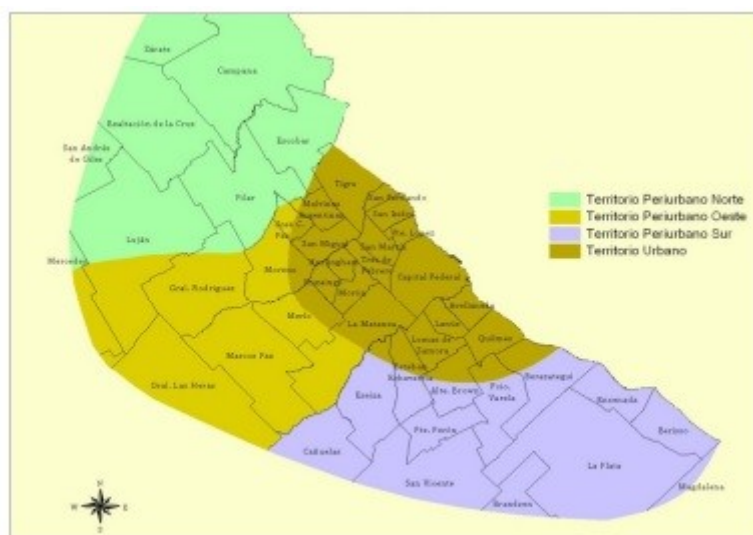 Zárate
Campana
Exaltación de la Cruz
San Andrés
de Giles
Escobar
Pilar
Tigre
San Fernando
Malvinas
Argentinas
San Isidro
Vte. López
José C.
Paz
San Miguel
San Martín
Luján
Mercedes
Moreno
Hurlingham
Tres de
Febrero
Capital Federal
Ituzaingó
Morón
Gral. Rodriguez
Merlo
La Matanza
Avellaneda
Lanús
Lomas de
Zamora
Quilmes
Marcos Paz
Gral. Las Heras
Esteban
Echeverría
Ezeiza
Alte. Brown
Fcio.
Varela
Berazategui
Ensenada
Berisso
Pte. Perón
Cañuelas
San Vicente
La Plata
Magdalena
Brandsen
Territorio Periurbano Norte
Territorio Periurbano Oeste
Territorio Periurbano Sur
Territorio Urbano
N
W
E
S